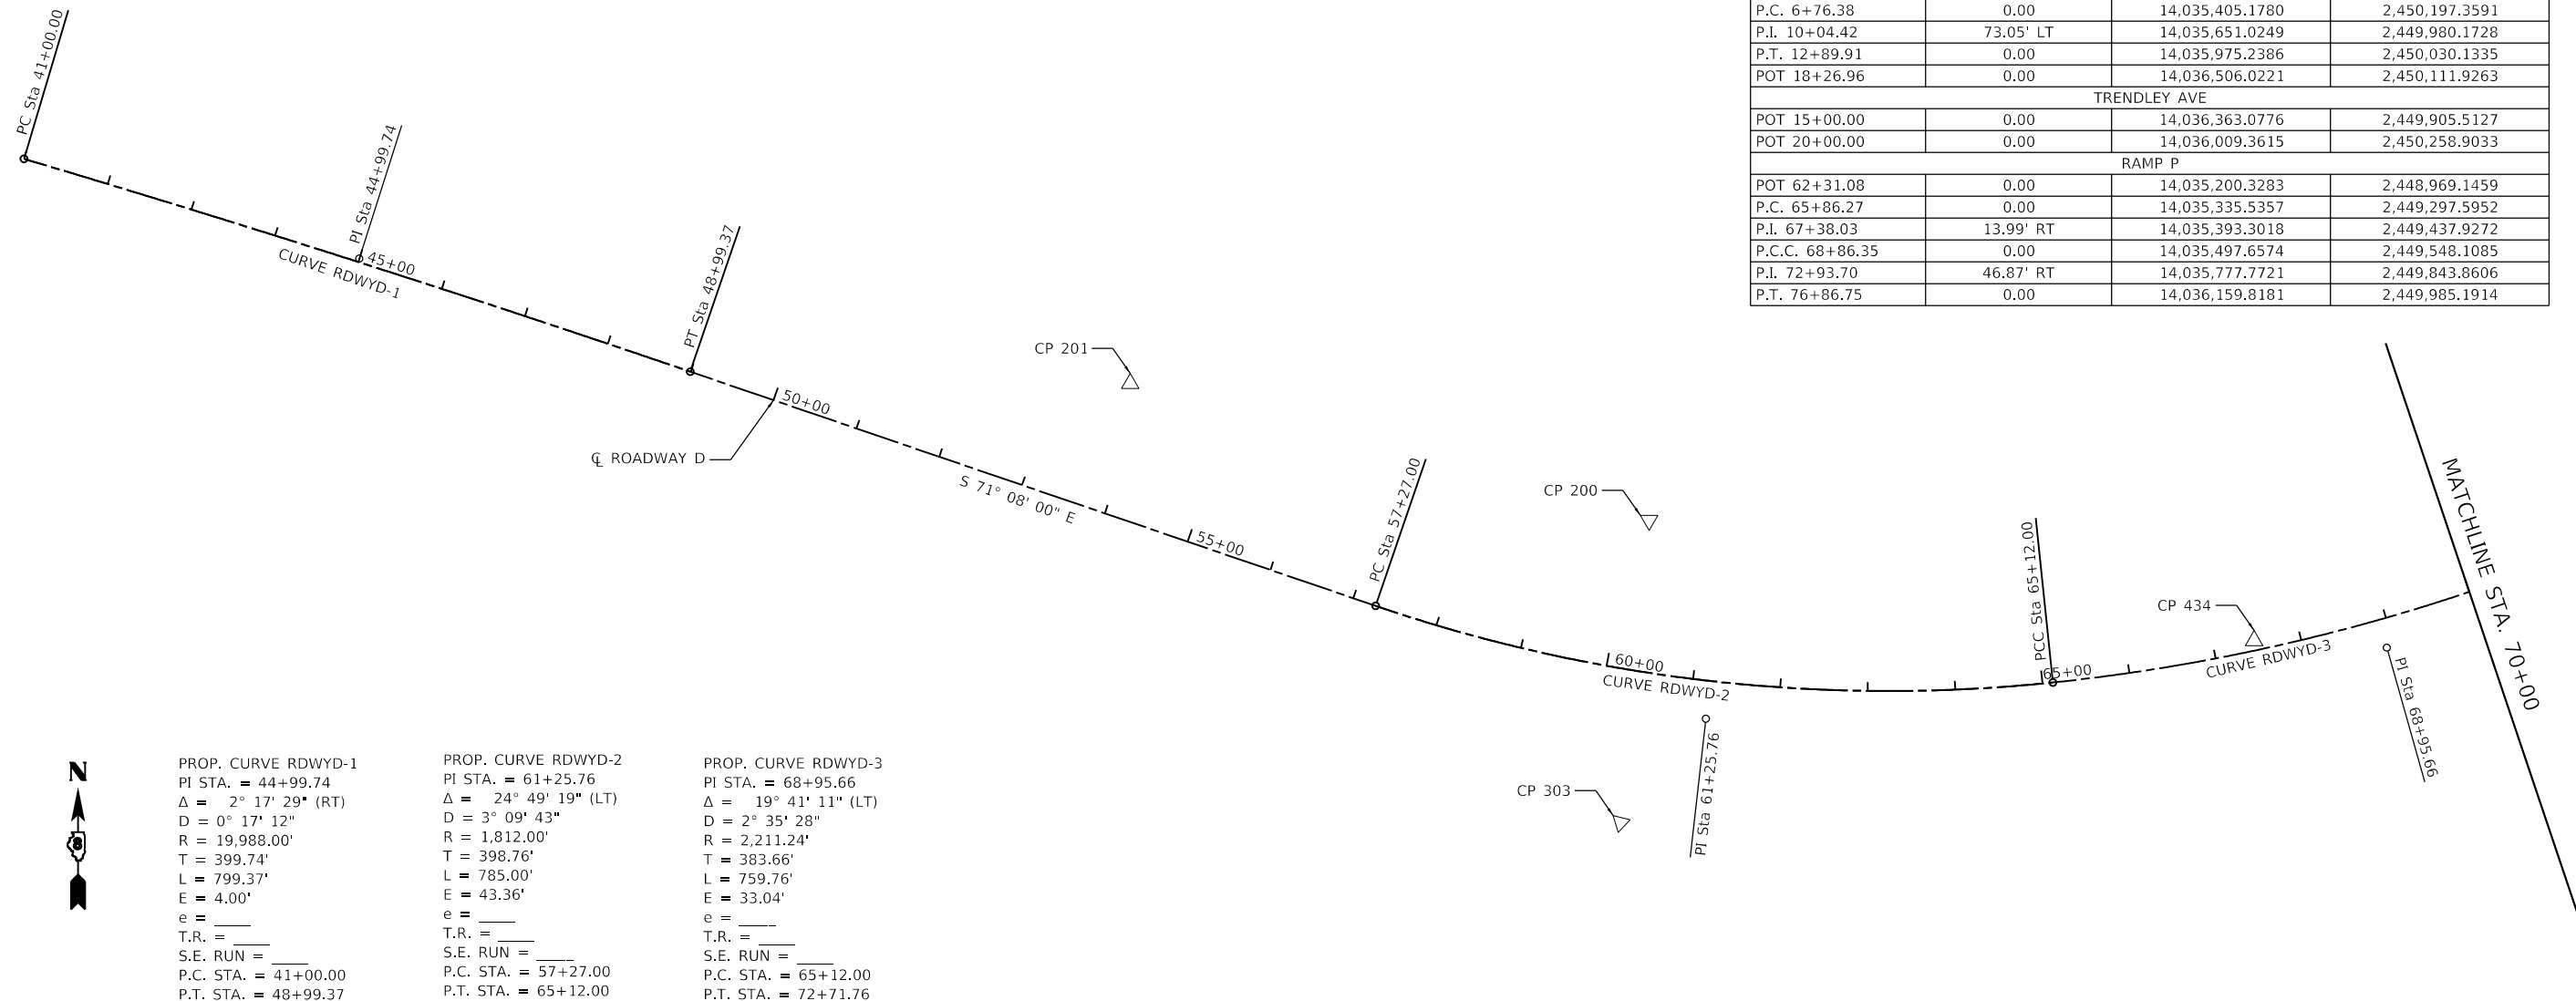 P.C. 6+76.38 0.00 14,035,405.1780 2,450,197.3591
P.I. 10+04.42 73.05' LT 14,035,651.0249 2,449,980.1728
P.T. 12+89.91 0.00 14,035,975.2386 2,450,030.1335
POT 18+26.96 0.00 14,036,506.0221 2,450,111.9263
TRENDLEY AVE
POT 15+00.00 0.00 14,036,363.0776 2,449,905.5127
POT 20+00.00 0.00 14,036,009.3615 2,450,258.9033
RAMP P
POT 62+31.08 0.00 14,035,200.3283 2,448,969.1459
P.C. 65+86.27 0.00 14,035,335.5357 2,449,297.5952
P.I. 67+38.03 13.99' RT 14,035,393.3018 2,449,437.9272
P.C.C. 68+86.35 0.00 14,035,497.6574 2,449,548.1085
P.I. 72+93.70 46.87' RT 14,035,777.7721 2,449,843.8606
P.T. 76+86.75 0.00 14,036,159.8181 2,449,985.1914
PC Sta 41+00.00
PI Sta 44+99.74
45+00
CURVE RDWYD-1
PT Sta 48+99.37
50+00
℄ ROADWAY D
CP 201
S 71° 08' 00" E
55+00
PC Sta 57+27.00
CP 200
60+00
CURVE RDWYD-2
PI Sta 61+25.76
CP 303
PCC Sta 65+12.00
65+00
CP 434
CURVE RDWYD-3
PI Sta 68+95.66
MATCHLINE STA. 70+00
N
8
PROP. CURVE RDWYD-1
PI STA. = 44+99.74
Δ = 2° 17' 29" (RT)
D = 0° 17' 12"
R = 19,988.00'
T = 399.74'
L = 799.37'
E = 4.00'
e = ____
T.R. = ____
S.E. RUN = ____
P.C. STA. = 41+00.00
P.T. STA. = 48+99.37
PROP. CURVE RDWYD-2
PI STA. = 61+25.76
Δ = 24° 49' 19" (LT)
D = 3° 09' 43"
R = 1,812.00'
T = 398.76'
L = 785.00'
E = 43.36'
e = ____
T.R. = ____
S.E. RUN = ____
P.C. STA. = 57+27.00
P.T. STA. = 65+12.00
PROP. CURVE RDWYD-3
PI STA. = 68+95.66
Δ = 19° 41' 11" (LT)
D = 2° 35' 28"
R = 2,211.24'
T = 383.66'
L = 759.76'
E = 33.04'
e = ____
T.R. = ____
S.E. RUN = ____
P.C. STA. = 65+12.00
P.T. STA. = 72+71.76